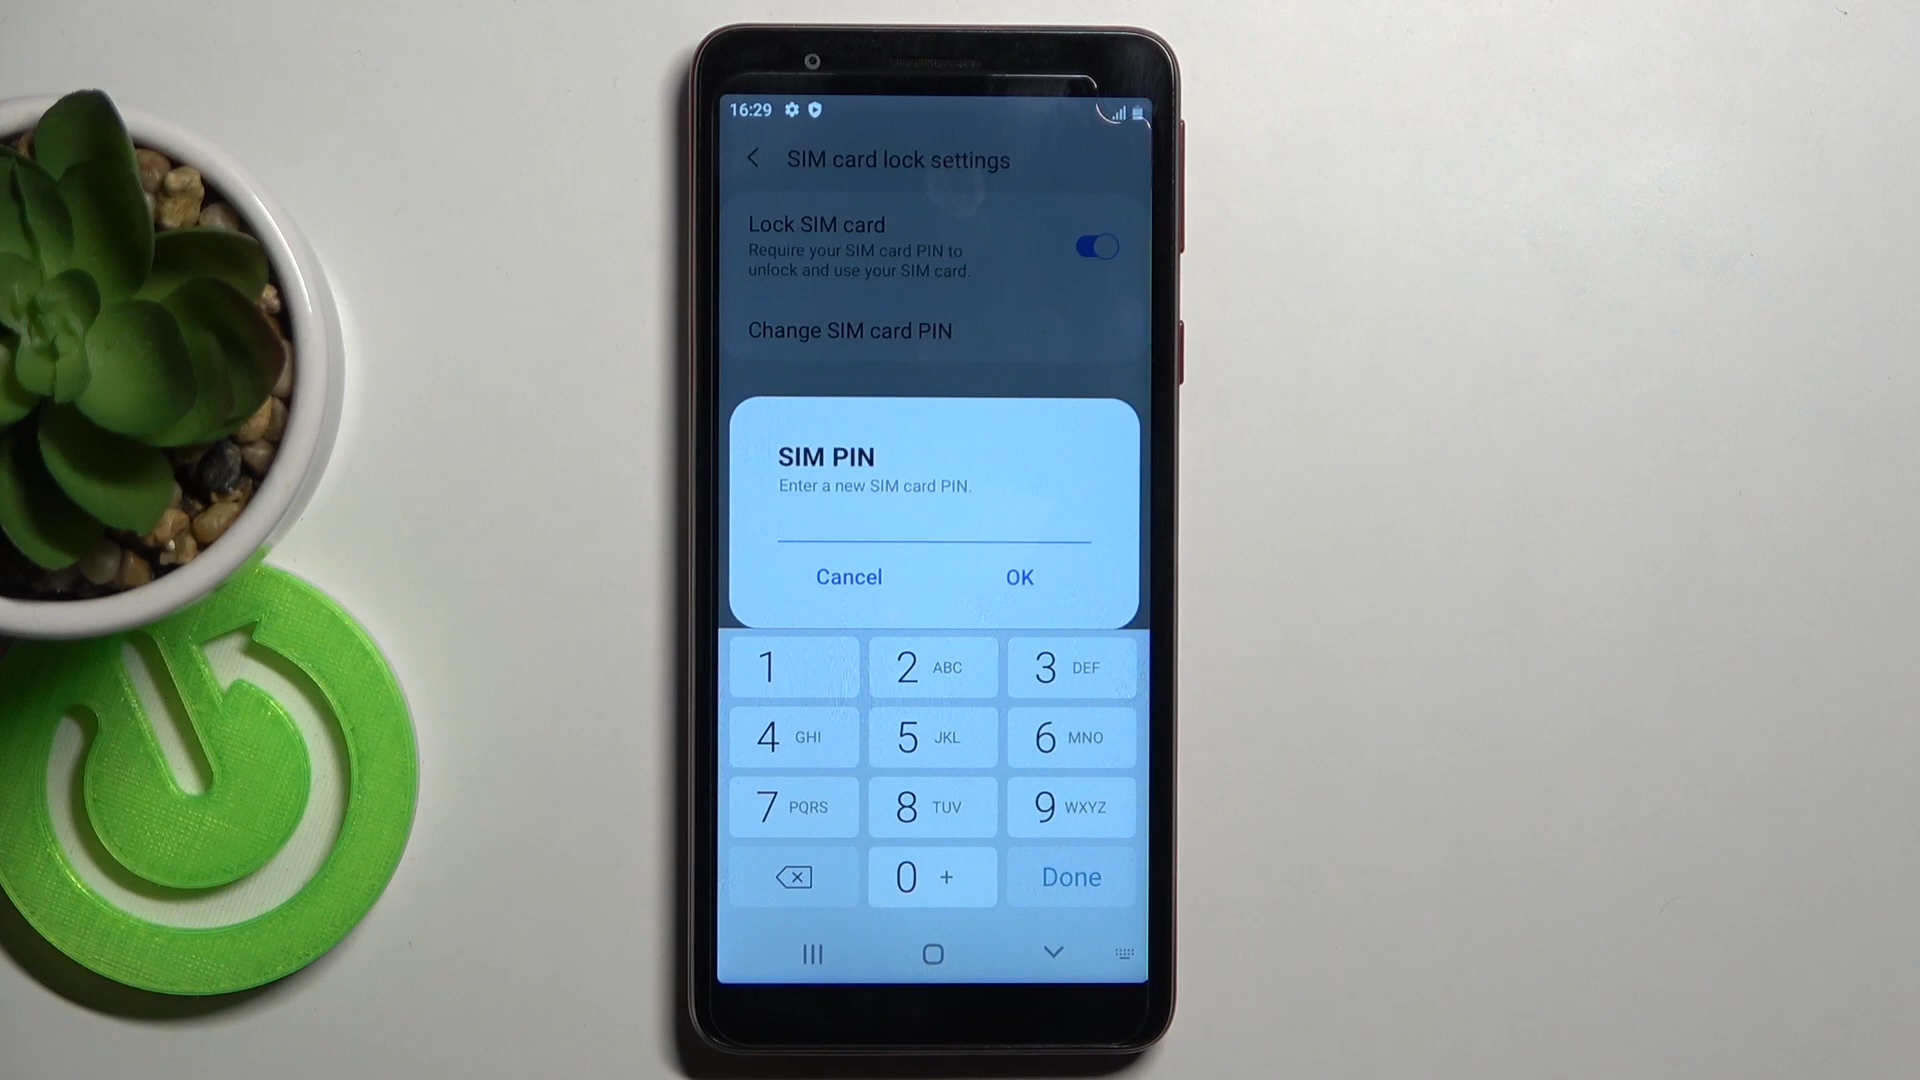 16:29
SIM card lock settings
Lock SIM card
Require your SIM card PIN to
unlock and use your SIM card.
Change SIM card PIN
SIM PIN
Enter a new SIM card PIN.
Cancel OK
1 2 ABC 3 DEF
4 GHI 5 JKL 6 MNO
7 PQRS 8 TUV 9 WXYZ
0 + Done